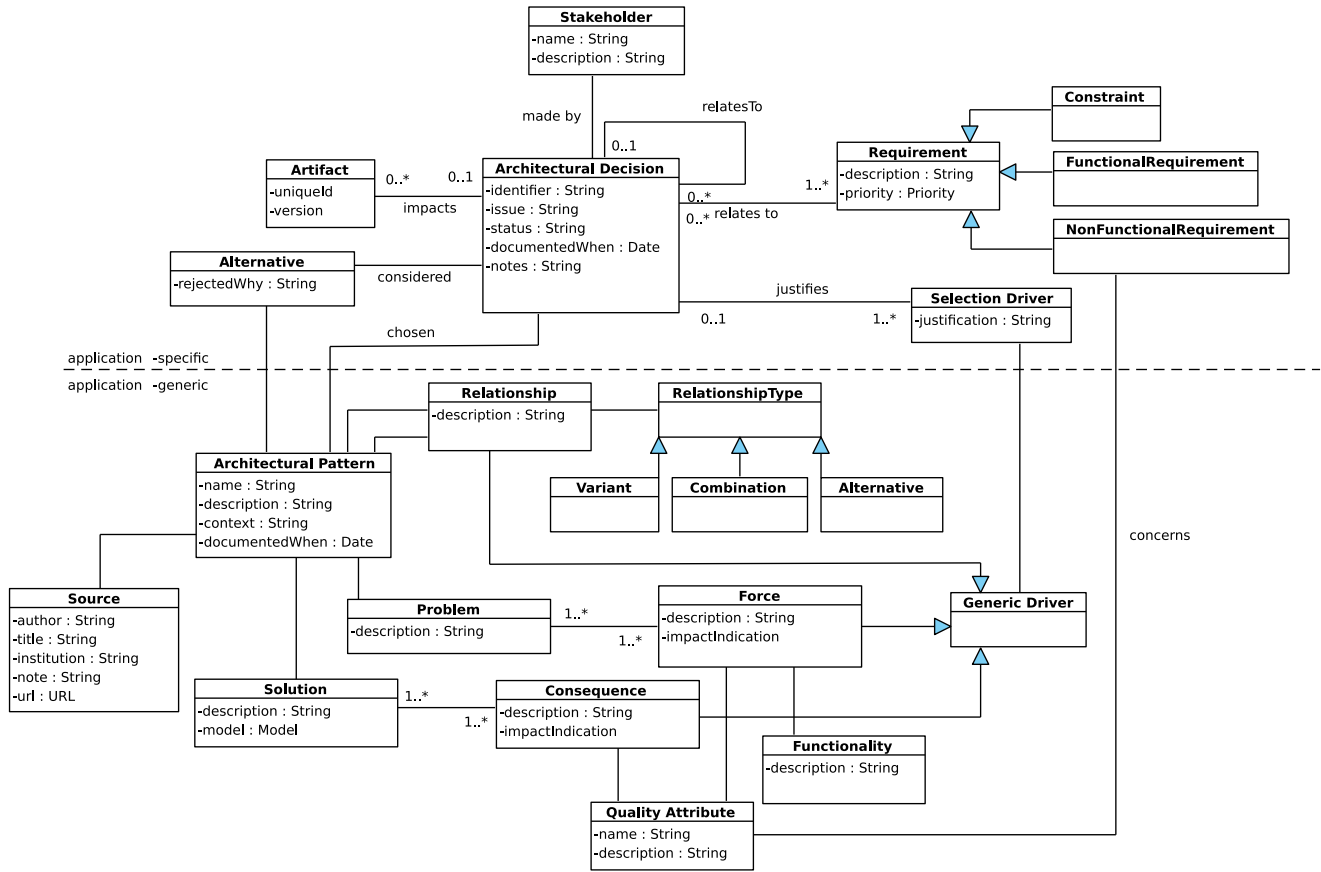 Stakeholder
-name : String
-description : String
made by
relatesTo
0..1
0..*
Artifact
-uniqueId
-version
0..*
0..1
impacts
Architectural Decision
-identifier : String
-issue : String
-status : String
-documentedWhen : Date
-notes : String
0..*
1..*
relates to
Requirement
-description : String
-priority : Priority
Constraint
FunctionalRequirement
NonFunctionalRequirement
Alternative
-rejectedWhy : String
considered
chosen
justifies
0..1
1..*
Selection Driver
-justification : String
application -specific
application -generic
Relationship
-description : String
RelationshipType
Variant
Combination
Alternative
Architectural Pattern
-name : String
-description : String
-context : String
-documentedWhen : Date
concerns
Source
-author : String
-title : String
-institution : String
-note : String
-url : URL
Problem
-description : String
1..*
1..*
Force
-description : String
-impactIndication
Generic Driver
Solution
-description : String
-model : Model
1..*
1..*
Consequence
-description : String
-impactIndication
Functionality
-description : String
Quality Attribute
-name : String
-description : String